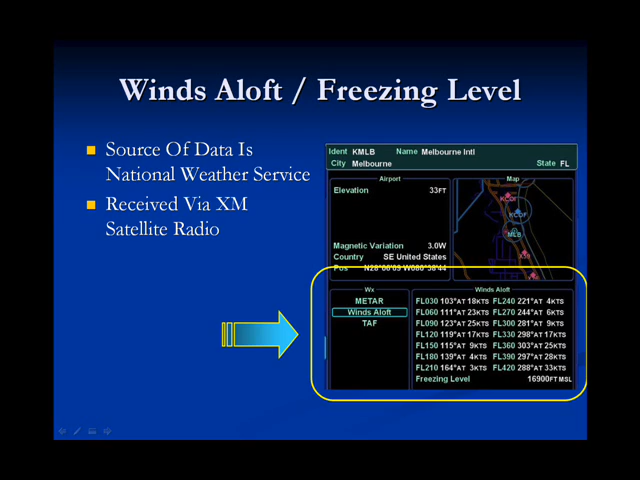 Winds Aloft / Freezing Level
Source Of Data Is
National Weather Service
Received Via XM
Satellite Radio
Ident KMLB Name Melbourne Intl
City Melbourne State FL
Airport
Elevation 33FT
Magnetic Variation 3.0W
Country SE United States
Map
KCOF
MLB
X59
Wx
METAR
Winds Aloft
TAF
Winds Aloft
FL030 103°AT 18KTS FL240 221°AT 4KTS
FL060 111°AT 23KTS FL270 244°AT 6KTS
FL090 123°AT 25KTS FL300 281°AT 9KTS
FL120 119°AT 17KTS FL330 298°AT 17KTS
FL150 115°AT 9KTS FL360 303°AT 25KTS
FL180 139°AT 4KTS FL390 297°AT 28KTS
FL210 164°AT 3KTS FL420 288°AT 33KTS
Freezing Level 16900FT MSL